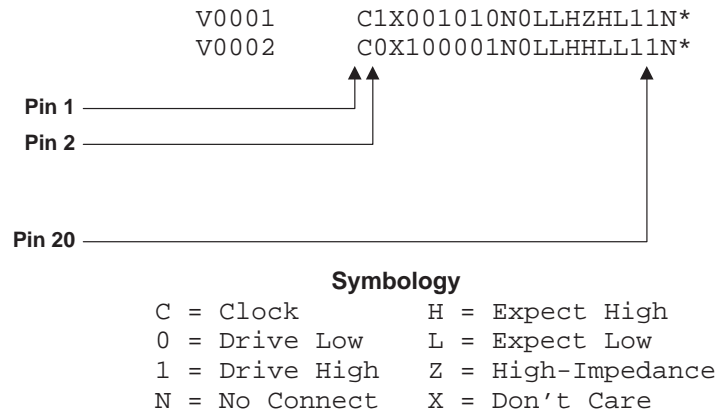 V0001 C1X001010N0LLHZHL11N*
V0002 C0X100001N0LLHHLL11N*
Pin 1
Pin 2
Pin 20
Symbology
C = Clock H = Expect High
0 = Drive Low L = Expect Low
1 = Drive High Z = High-Impedance
N = No Connect X = Don't Care